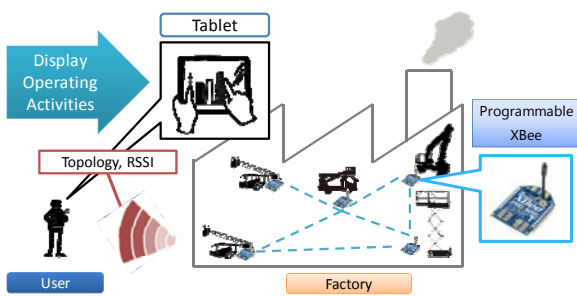 Tablet
Display
Operating
Activities
Programmable
XBee
Topology, RSSI
User
Factory